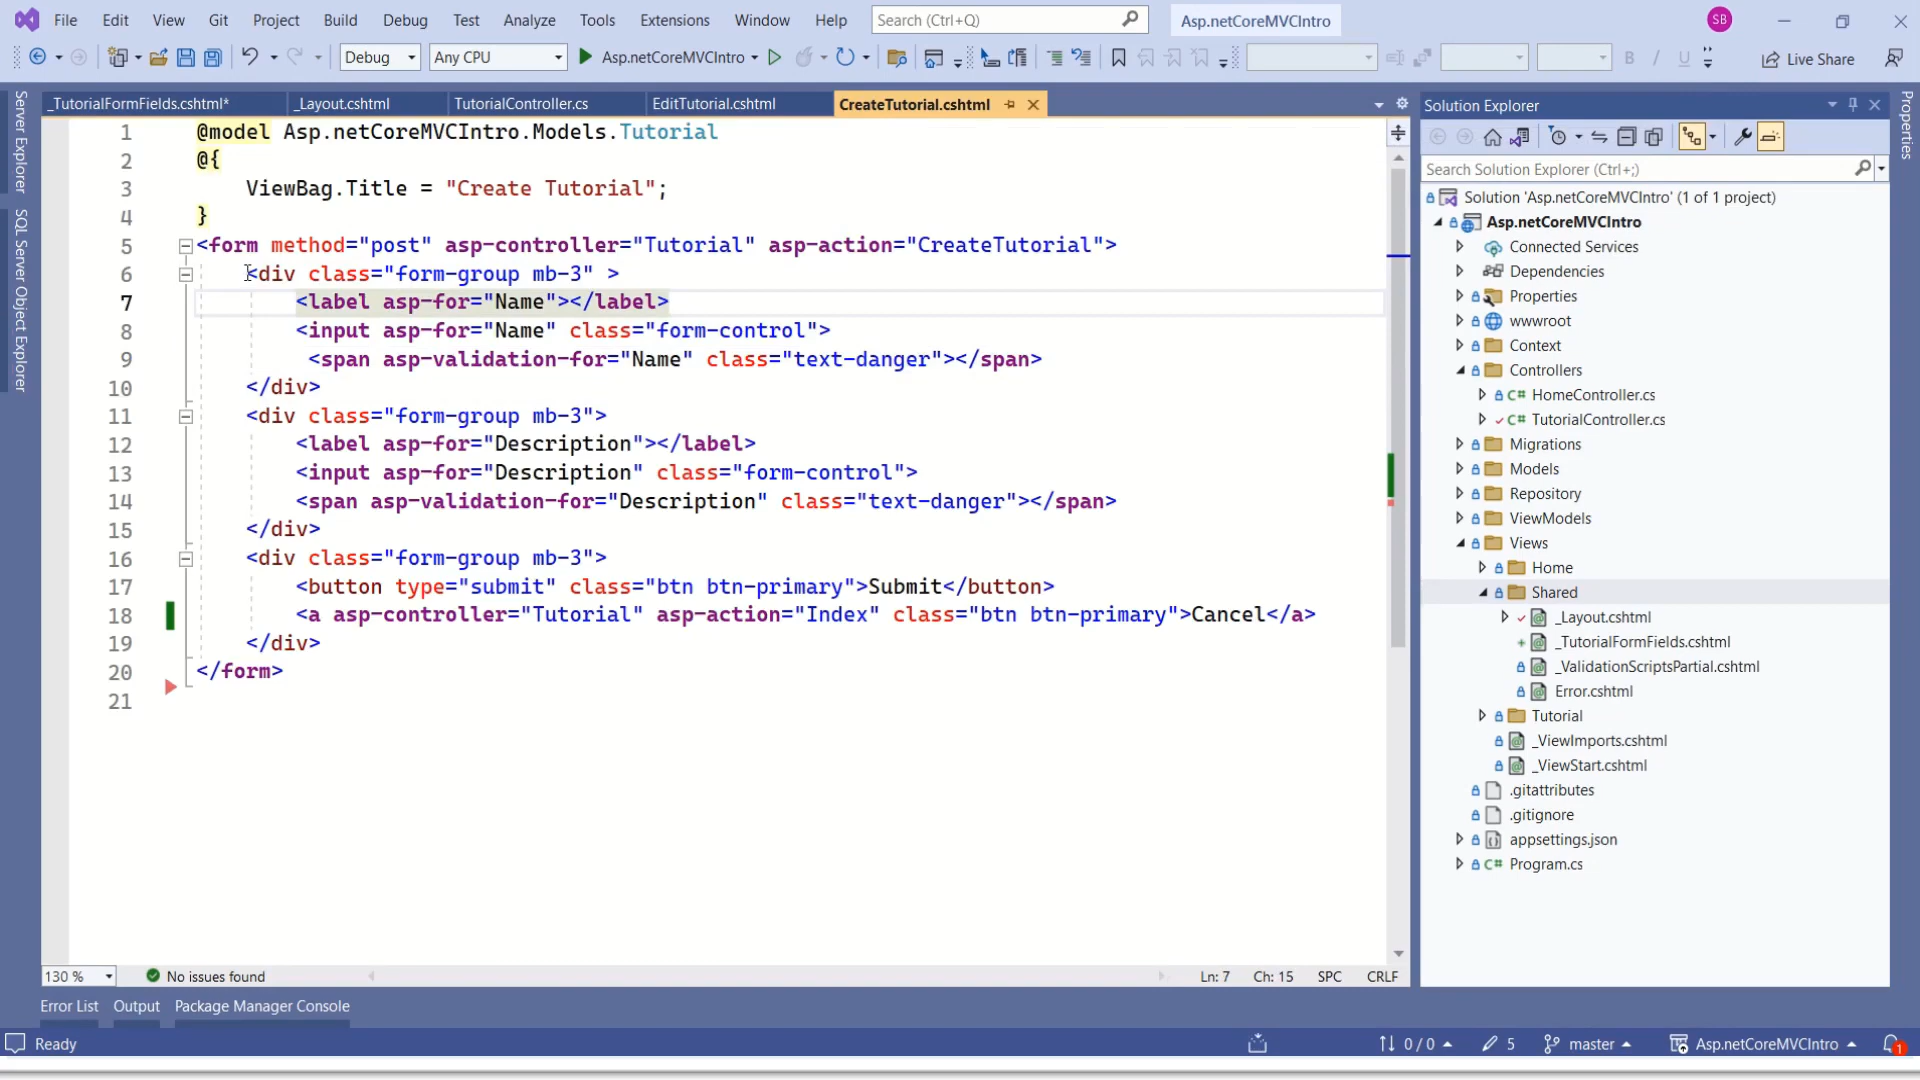 File Edit View Git Project Build Debug Test Analyze Tools Extensions Window Help Search (Ctrl+Q) Asp.netCoreMVCIntro SB
Debug Any CPU Asp.netCoreMVCIntro B I U Live Share
_TutorialFormFields.cshtml* _Layout.cshtml TutorialController.cs EditTutorial.cshtml CreateTutorial.cshtml
Server Explorer
SQL Server Object Explorer
1 @model Asp.netCoreMVCIntro.Models.Tutorial
2 @{
3 ViewBag.Title = "Create Tutorial";
4 }
5 <form method="post" asp-controller="Tutorial" asp-action="CreateTutorial">
6 <div class="form-group mb-3" >
7 <label asp-for="Name"></label>
8 <input asp-for="Name" class="form-control">
9 <span asp-validation-for="Name" class="text-danger"></span>
10 </div>
11 <div class="form-group mb-3">
12 <label asp-for="Description"></label>
13 <input asp-for="Description" class="form-control">
14 <span asp-validation-for="Description" class="text-danger"></span>
15 </div>
16 <div class="form-group mb-3">
17 <button type="submit" class="btn btn-primary">Submit</button>
18 <a asp-controller="Tutorial" asp-action="Index" class="btn btn-primary">Cancel</a>
19 </div>
20 </form>
21
130 % No issues found Ln: 7 Ch: 15 SPC CRLF
Solution Explorer
Search Solution Explorer (Ctrl+;)
Solution 'Asp.netCoreMVCIntro' (1 of 1 project)
Asp.netCoreMVCIntro
Connected Services
Dependencies
Properties
wwwroot
Context
Controllers
C# HomeController.cs
C# TutorialController.cs
Migrations
Models
Repository
ViewModels
Views
Home
Shared
_Layout.cshtml
_TutorialFormFields.cshtml
_ValidationScriptsPartial.cshtml
Error.cshtml
Tutorial
_ViewImports.cshtml
_ViewStart.cshtml
.gitattributes
.gitignore
appsettings.json
C# Program.cs
Properties
Error List Output Package Manager Console
Ready 0 / 0 5 master Asp.netCoreMVCIntro 1